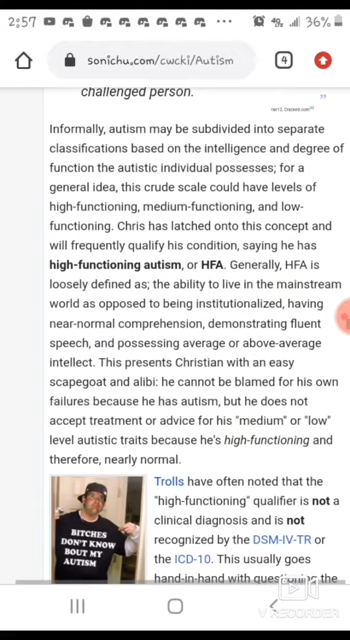 2:57
36%
sonichu.com/cwcki/Autism
4
challenged person.
”
Informally, autism may be subdivided into separate
classifications based on the intelligence and degree of
function the autistic individual possesses; for a
general idea, this crude scale could have levels of
high-functioning, medium-functioning, and low-
functioning. Chris has latched onto this concept and
will frequently qualify his condition, saying he has
high-functioning autism, or HFA. Generally, HFA is
loosely defined as; the ability to live in the mainstream
world as opposed to being institutionalized, having
near-normal comprehension, demonstrating fluent
speech, and possessing average or above-average
intellect. This presents Christian with an easy
scapegoat and alibi: he cannot be blamed for his own
failures because he has autism, but he does not
accept treatment or advice for his "medium" or "low"
level autistic traits because he's high-functioning and
therefore, nearly normal.
BITCHES
DON'T KNOW
BOUT MY
AUTISM
Trolls have often noted that the
"high-functioning" qualifier is not a
clinical diagnosis and is not
recognized by the DSM-IV-TR or
the ICD-10. This usually goes
hand-in-hand with questioning the
V RECORDER